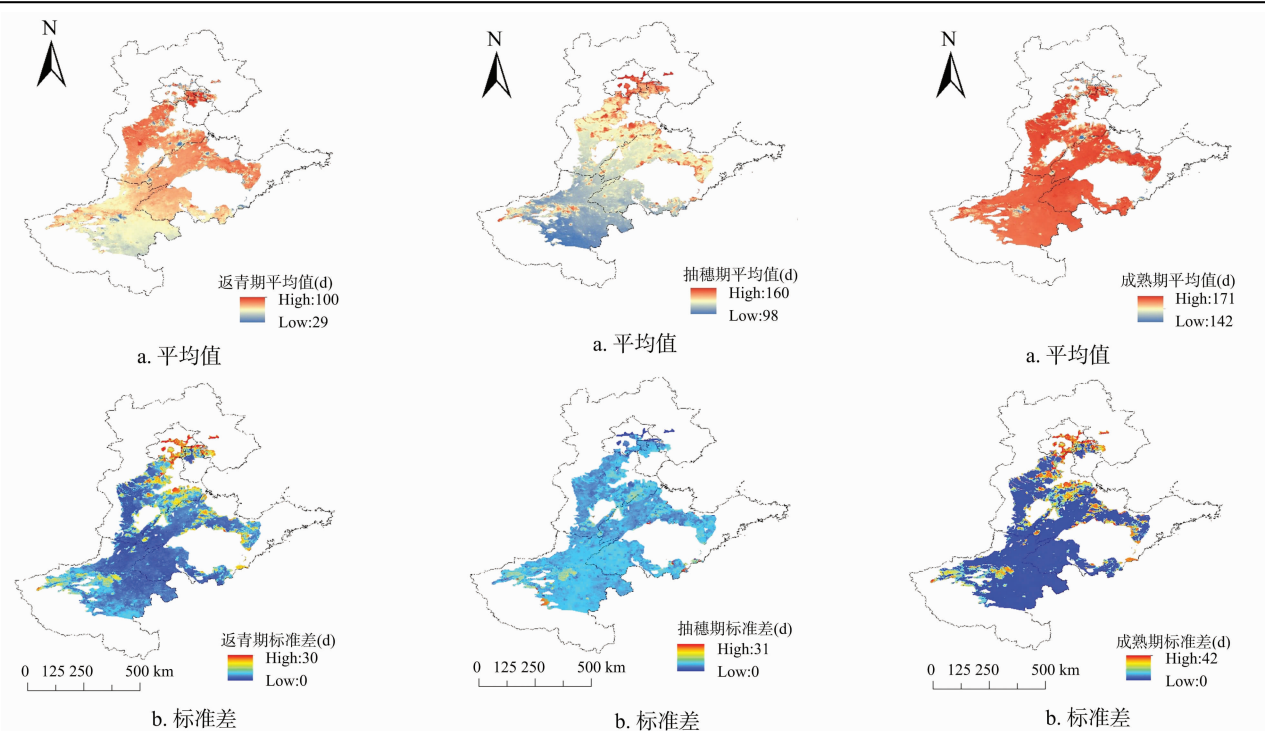 N
N
N
返青期平均值(d)
High:100
Low:29
抽穗期平均值(d)
High:160
Low:98
成熟期平均值(d)
High:171
Low:142
a. 平均值
a. 平均值
a. 平均值
返青期标准差(d)
High:30
Low:0
0 125 250 500 km
抽穗期标准差(d)
High:31
Low:0
0 125 250 500 km
成熟期标准差(d)
High:42
Low:0
0 125 250 500 km
b. 标准差
b. 标准差
b. 标准差